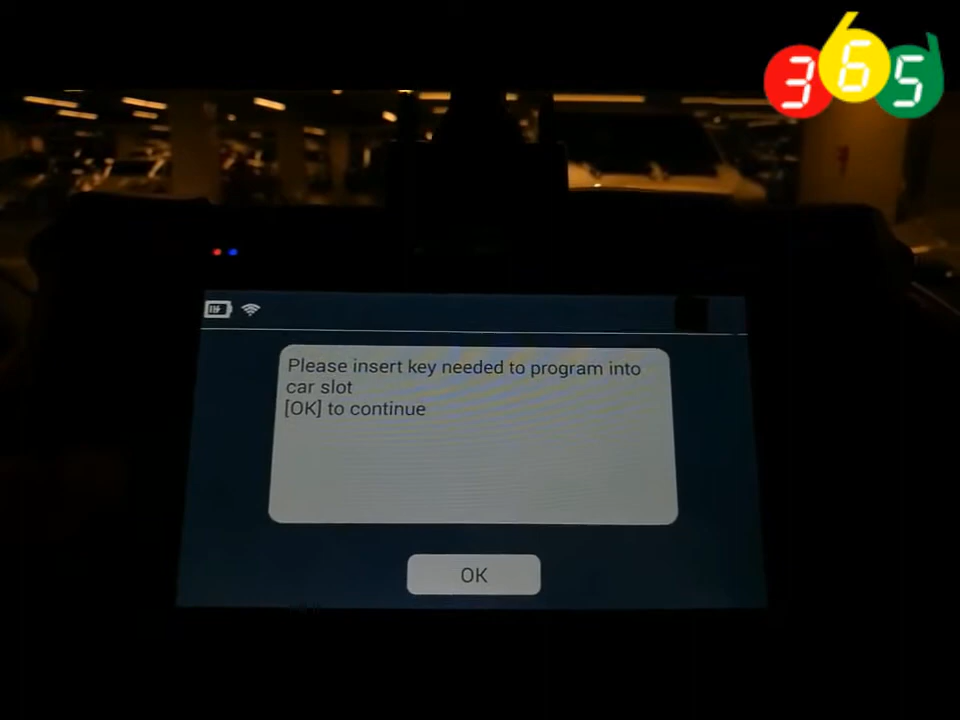 365
Please insert key needed to program into
car slot
[OK] to continue
OK